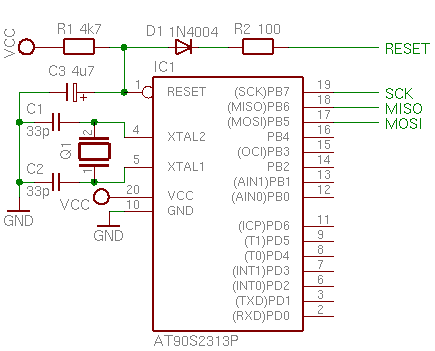 VCC
R1 4k7
D1 1N4004
R2 100
RESET
C3 4u7
IC1
1
RESET
C1
33p
2
Q1
1
4
XTAL2
5
XTAL1
C2
33p
VCC
20
VCC
10
GND
GND
GND
(SCK)PB7
19
SCK
(MISO)PB6
18
MISO
(MOSI)PB5
17
MOSI
PB4
16
(OCI)PB3
15
PB2
14
(AIN1)PB1
13
(AIN0)PB0
12
(ICP)PD6
11
(T1)PD5
9
(T0)PD4
8
(INT1)PD3
7
(INT0)PD2
6
(TXD)PD1
3
(RXD)PD0
2
AT90S2313P